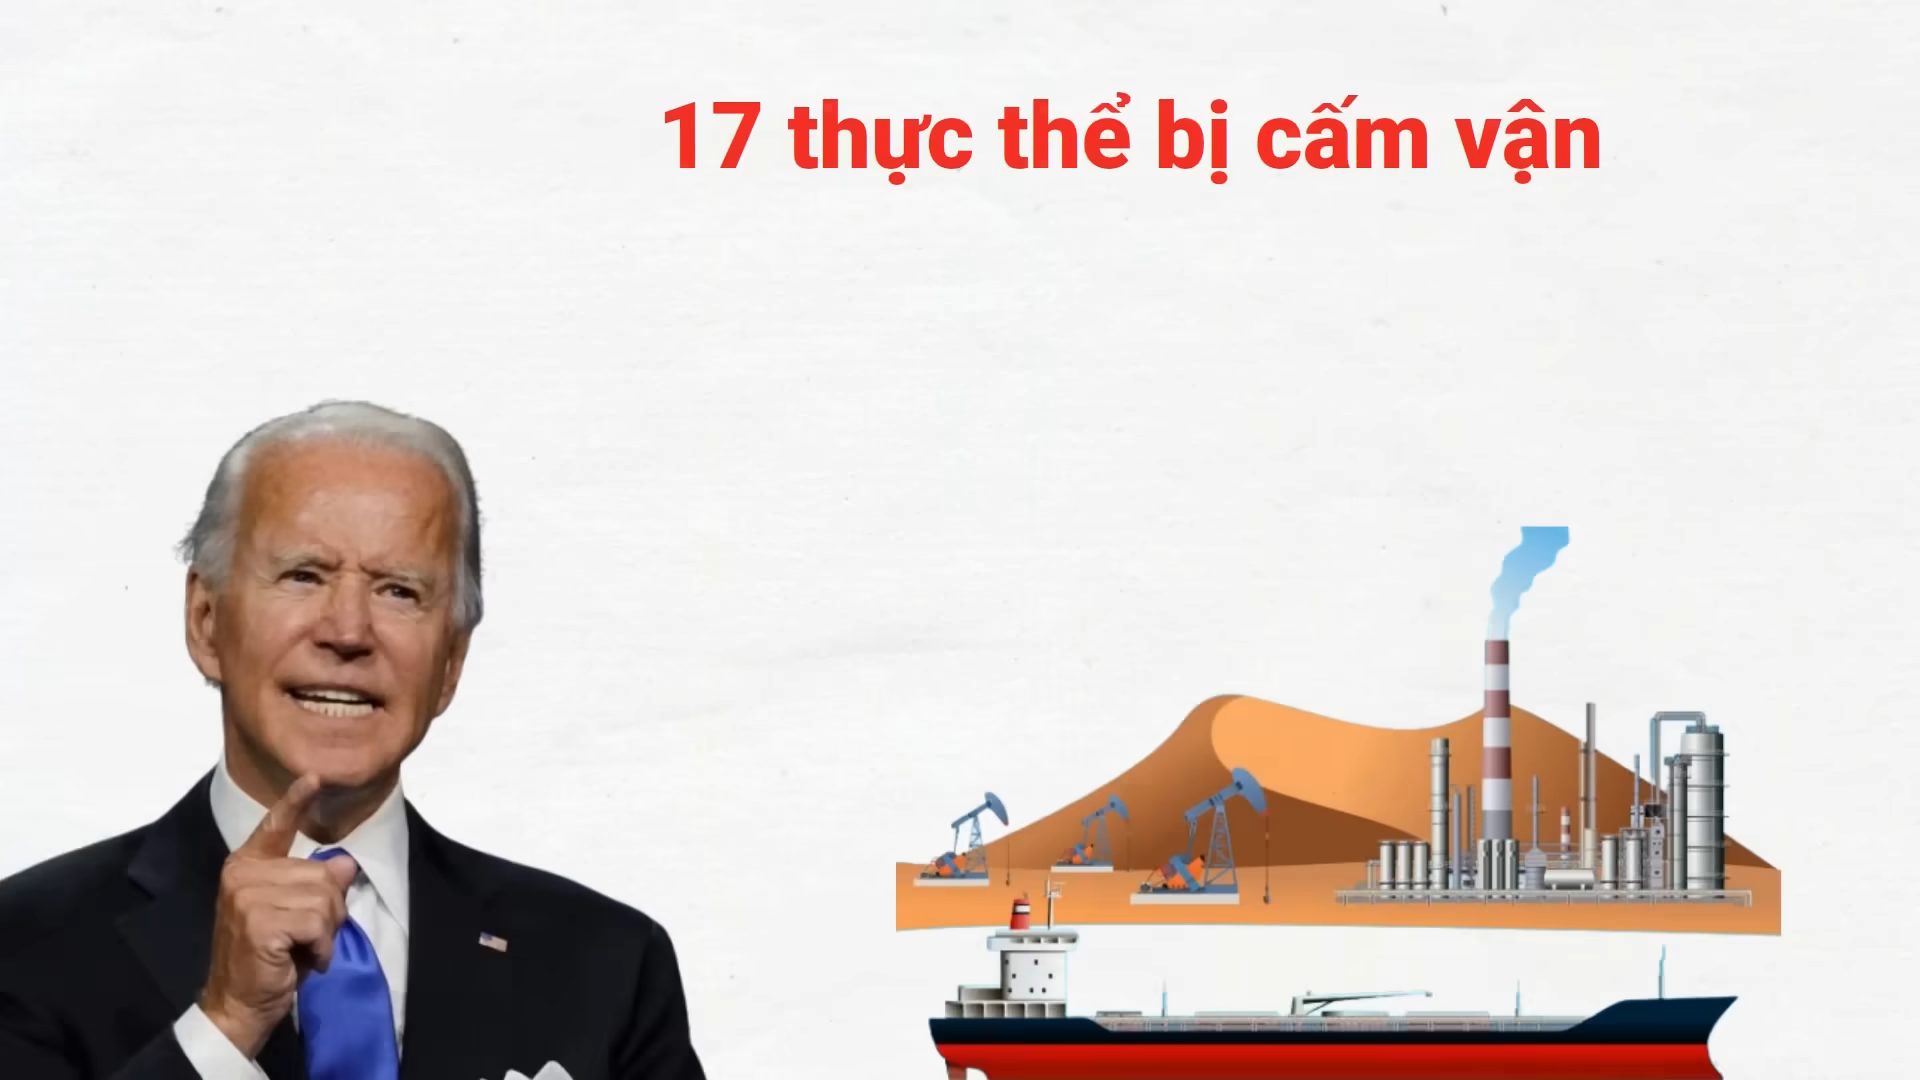 17 thực thể bị cấm vận